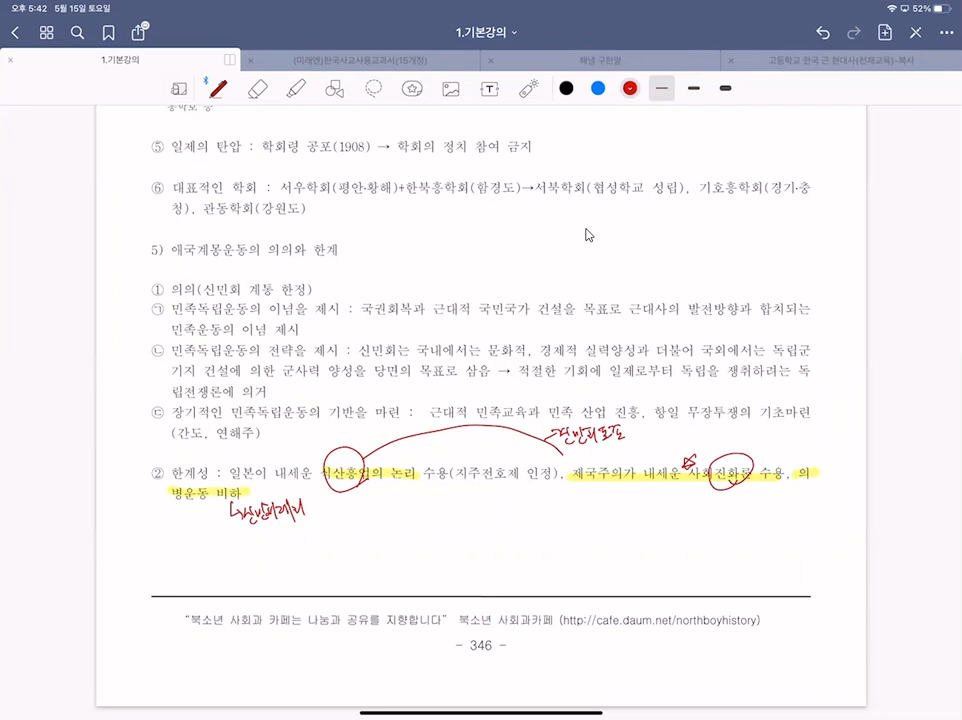 오후 5:42 5월 15일 토요일
52%
1.기본강의
1.기본강의
(미래엔)한국사교사용교과서(15개정)
해냄 구한말
고등학교 한국 근 현대사(천재교육)-복사
⑤ 일제의 탄압 : 학회령 공포(1908) → 학회의 정치 참여 금지
⑥ 대표적인 학회 : 서우학회(평안·황해)+한북흥학회(함경도)→서북학회(협성학교 설립), 기호흥학회(경기·충
청), 관동학회(강원도)
5) 애국계몽운동의 의의와 한계
① 의의(신민회 계통 한정)
㉠ 민족독립운동의 이념을 제시 : 국권회복과 근대적 국민국가 건설을 목표로 근대사의 발전방향과 합치되는
민족운동의 이념 제시
㉡ 민족독립운동의 전략을 제시 : 신민회는 국내에서는 문화적, 경제적 실력양성과 더불어 국외에서는 독립군
기지 건설에 의한 군사력 양성을 당면의 목표로 삼음 → 적절한 기회에 일제로부터 독립을 쟁취하려는 독
립전쟁론에 의거
㉢ 장기적인 민족독립운동의 기반을 마련 : 근대적 민족교육과 민족 산업 진흥, 항일 무장투쟁의 기초마련
(간도, 연해주)
② 한계성 : 일본이 내세운 식산흥업의 논리 수용(지주전호제 인정), 제국주의가 내세운 사회진화론 수용, 의
병운동 비하
“북소년 사회과 카페는 나눔과 공유를 지향합니다” 북소년 사회과카페 (http://cafe.daum.net/northboyhistory)
- 346 -